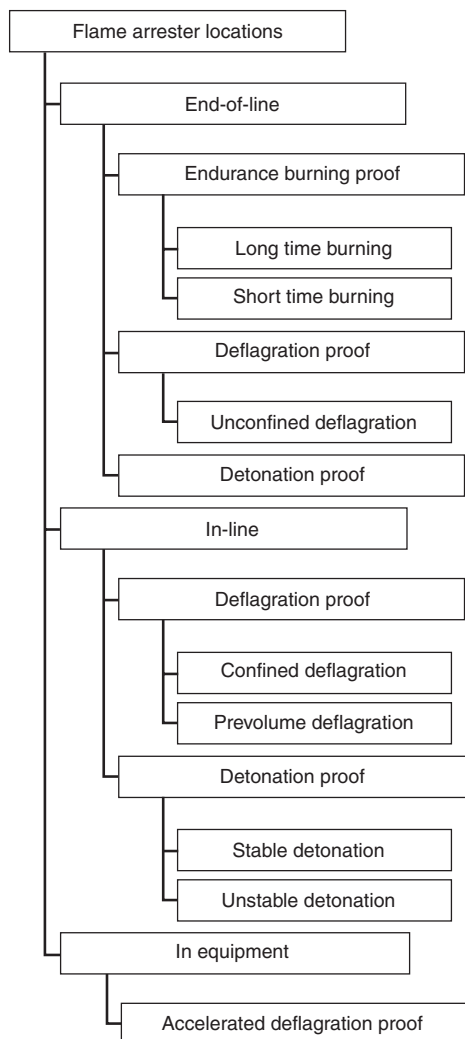 Flame arrester locations
End-of-line
Endurance burning proof
Long time burning
Short time burning
Deflagration proof
Unconfined deflagration
Detonation proof
In-line
Deflagration proof
Confined deflagration
Prevolume deflagration
Detonation proof
Stable detonation
Unstable detonation
In equipment
Accelerated deflagration proof